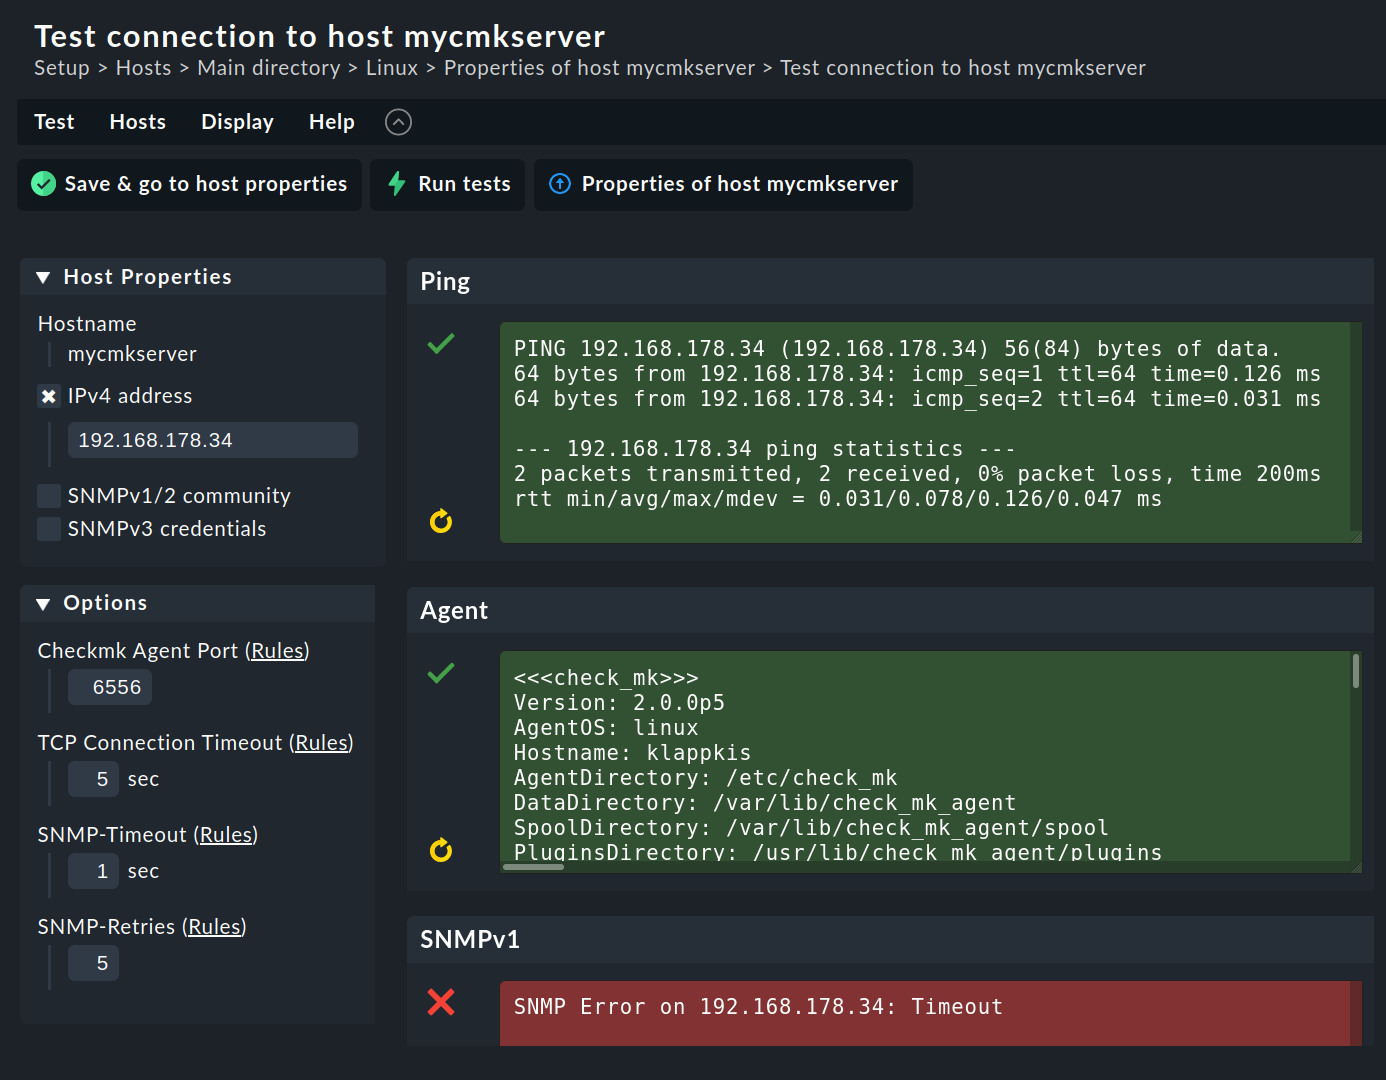 Test connection to host mycmkserver
Setup > Hosts > Main directory > Linux > Properties of host mycmkserver > Test connection to host mycmkserver
Test Hosts Display Help
Save & go to host properties Run tests Properties of host mycmkserver
Host Properties
Hostname
mycmkserver
IPv4 address
192.168.178.34
SNMPv1/2 community
SNMPv3 credentials
Options
Checkmk Agent Port (Rules)
6556
TCP Connection Timeout (Rules)
5 sec
SNMP-Timeout (Rules)
1 sec
SNMP-Retries (Rules)
5
Ping
PING 192.168.178.34 (192.168.178.34) 56(84) bytes of data.
64 bytes from 192.168.178.34: icmp_seq=1 ttl=64 time=0.126 ms
64 bytes from 192.168.178.34: icmp_seq=2 ttl=64 time=0.031 ms
--- 192.168.178.34 ping statistics ---
2 packets transmitted, 2 received, 0% packet loss, time 200ms
rtt min/avg/max/mdev = 0.031/0.078/0.126/0.047 ms
Agent
<<<check_mk>>>
Version: 2.0.0p5
AgentOS: linux
Hostname: klappkis
AgentDirectory: /etc/check_mk
DataDirectory: /var/lib/check_mk_agent
SpoolDirectory: /var/lib/check_mk_agent/spool
PluginsDirectory: /usr/lib/check_mk_agent/plugins
SNMPv1
SNMP Error on 192.168.178.34: Timeout